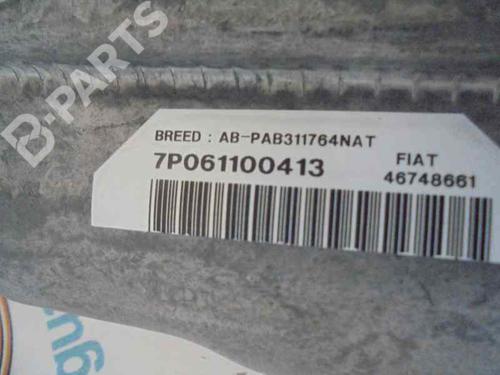 B-PARTS
BREED : AB-PAB311764NAT
7P061100413
FIAT
46748661